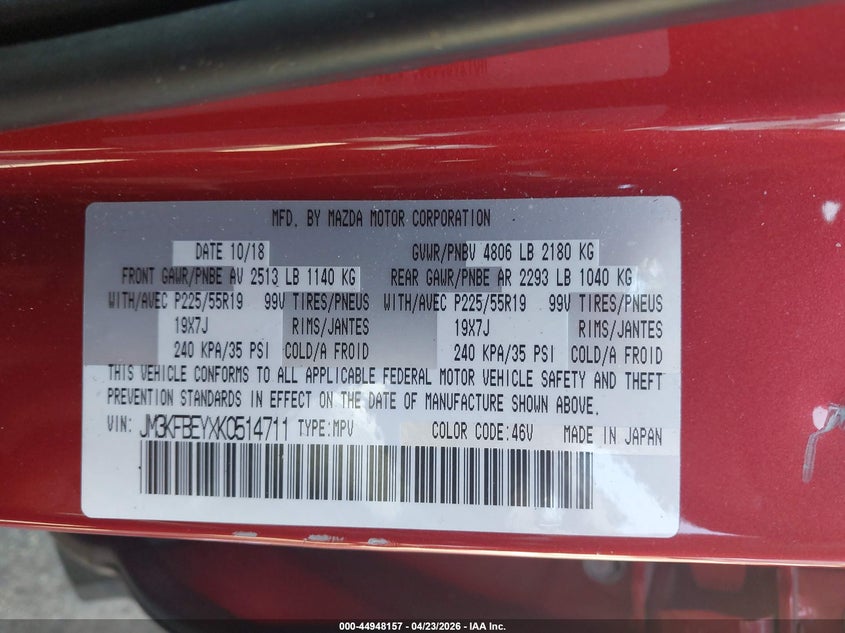 MFD. BY MAZDA MOTOR CORPORATION
DATE 10/18 GVWR/PNBV 4806 LB 2180 KG
FRONT GAWR/PNBE AV 2513 LB 1140 KG REAR GAWR/PNBE AR 2293 LB 1040 KG
WITH/AVEC P225/55R19 99V TIRES/PNEUS WITH/AVEC P225/55R19 99V TIRES/PNEUS
19X7J RIMS/JANTES 19X7J RIMS/JANTES
240 KPA/35 PSI COLD/A FROID 240 KPA/35 PSI COLD/A FROID
THIS VEHICLE CONFORMS TO ALL APPLICABLE FEDERAL MOTOR VEHICLE SAFETY AND THEFT
PREVENTION STANDARDS IN EFFECT ON THE DATE OF MANUFACTURE SHOWN ABOVE.
VIN: JM3KFBEYXK0514711 TYPE:MPV COLOR CODE:46V MADE IN JAPAN
000-44948157 - 04/23/2026 - IAA Inc.